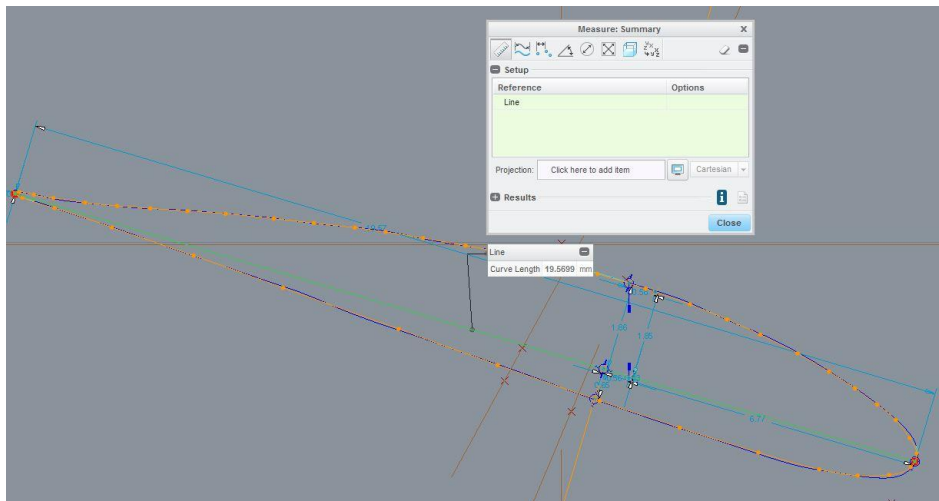 Measure: Summary
Setup
Reference Options
Line
Projection: Click here to add item Cartesian
Results
Close
Line
Curve Length 19.5699 mm
1.86
1.85
6.77